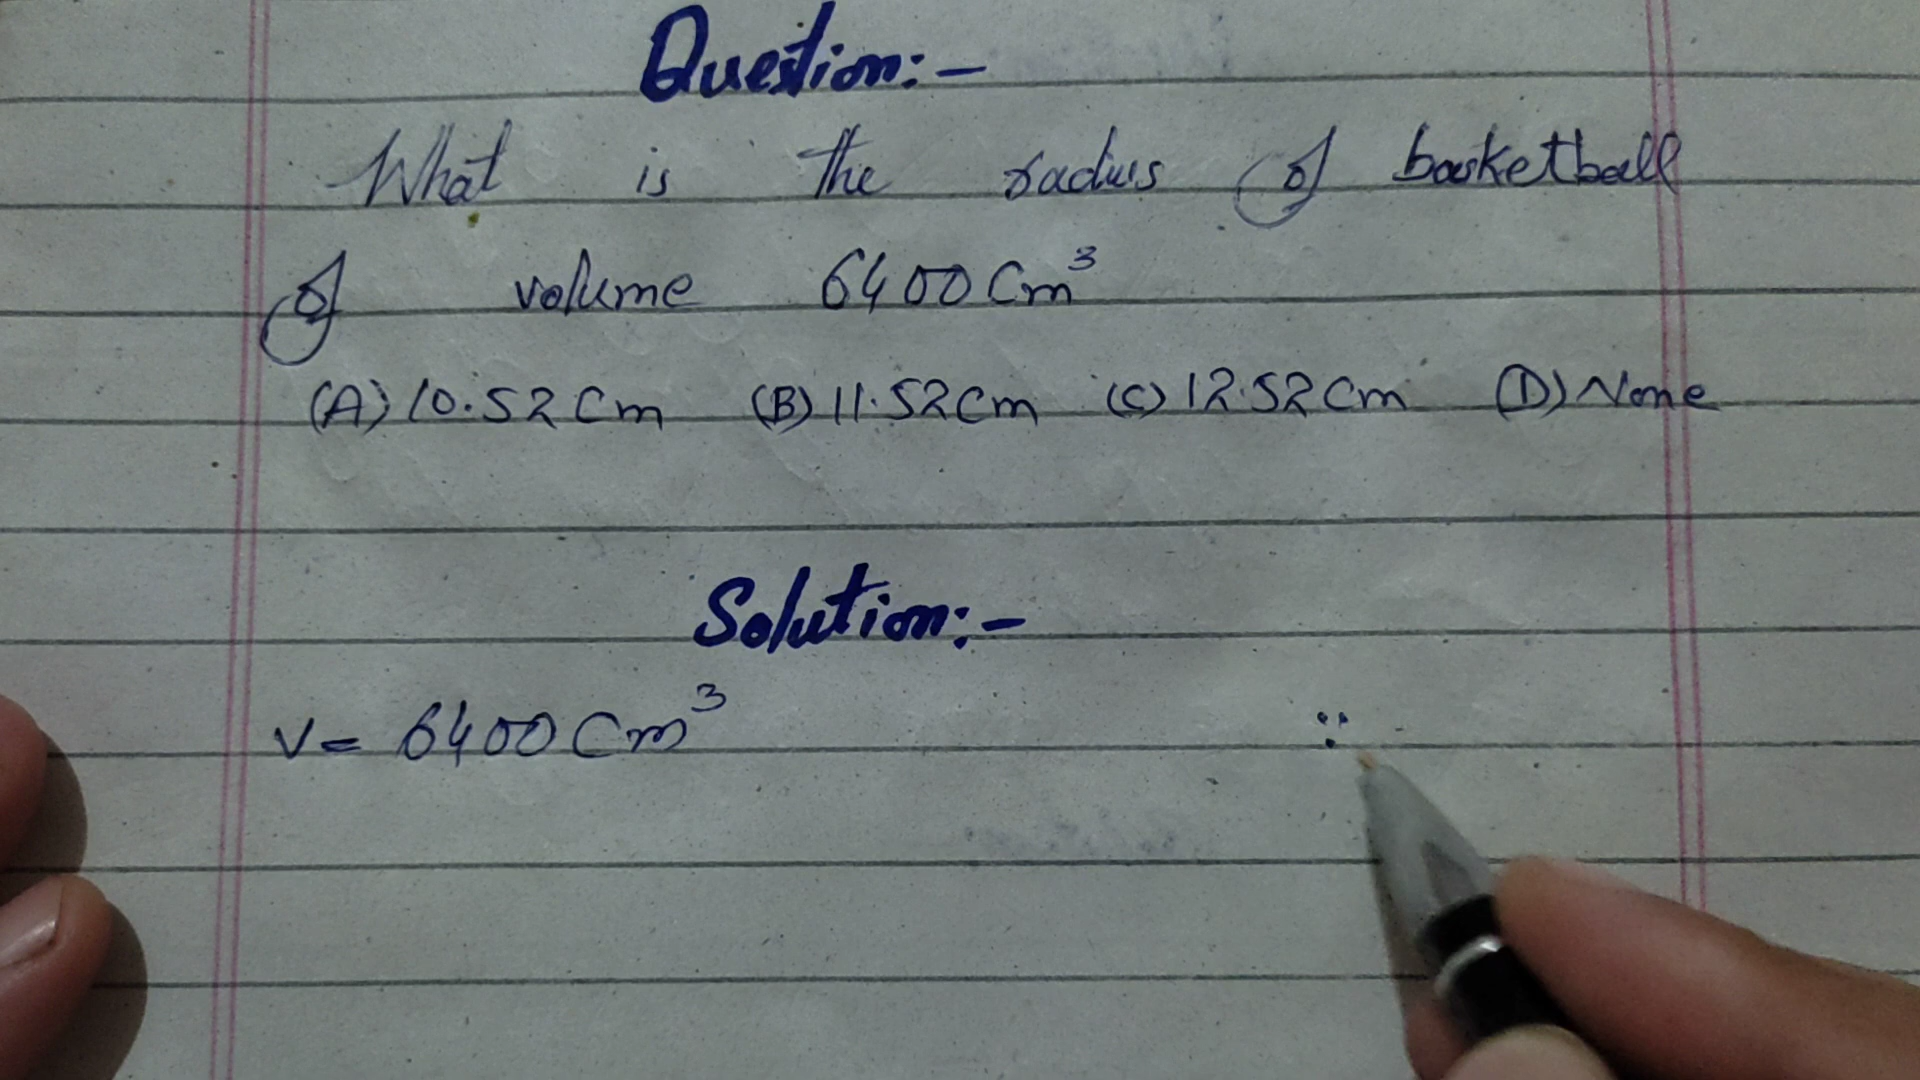 Question:-
What is the radius of basketball
of volume 6400 Cm³
(A) 10.52 Cm (B) 11.52 Cm (C) 12.52 Cm (D) None
Solution:-
V = 6400 Cm³ ∵